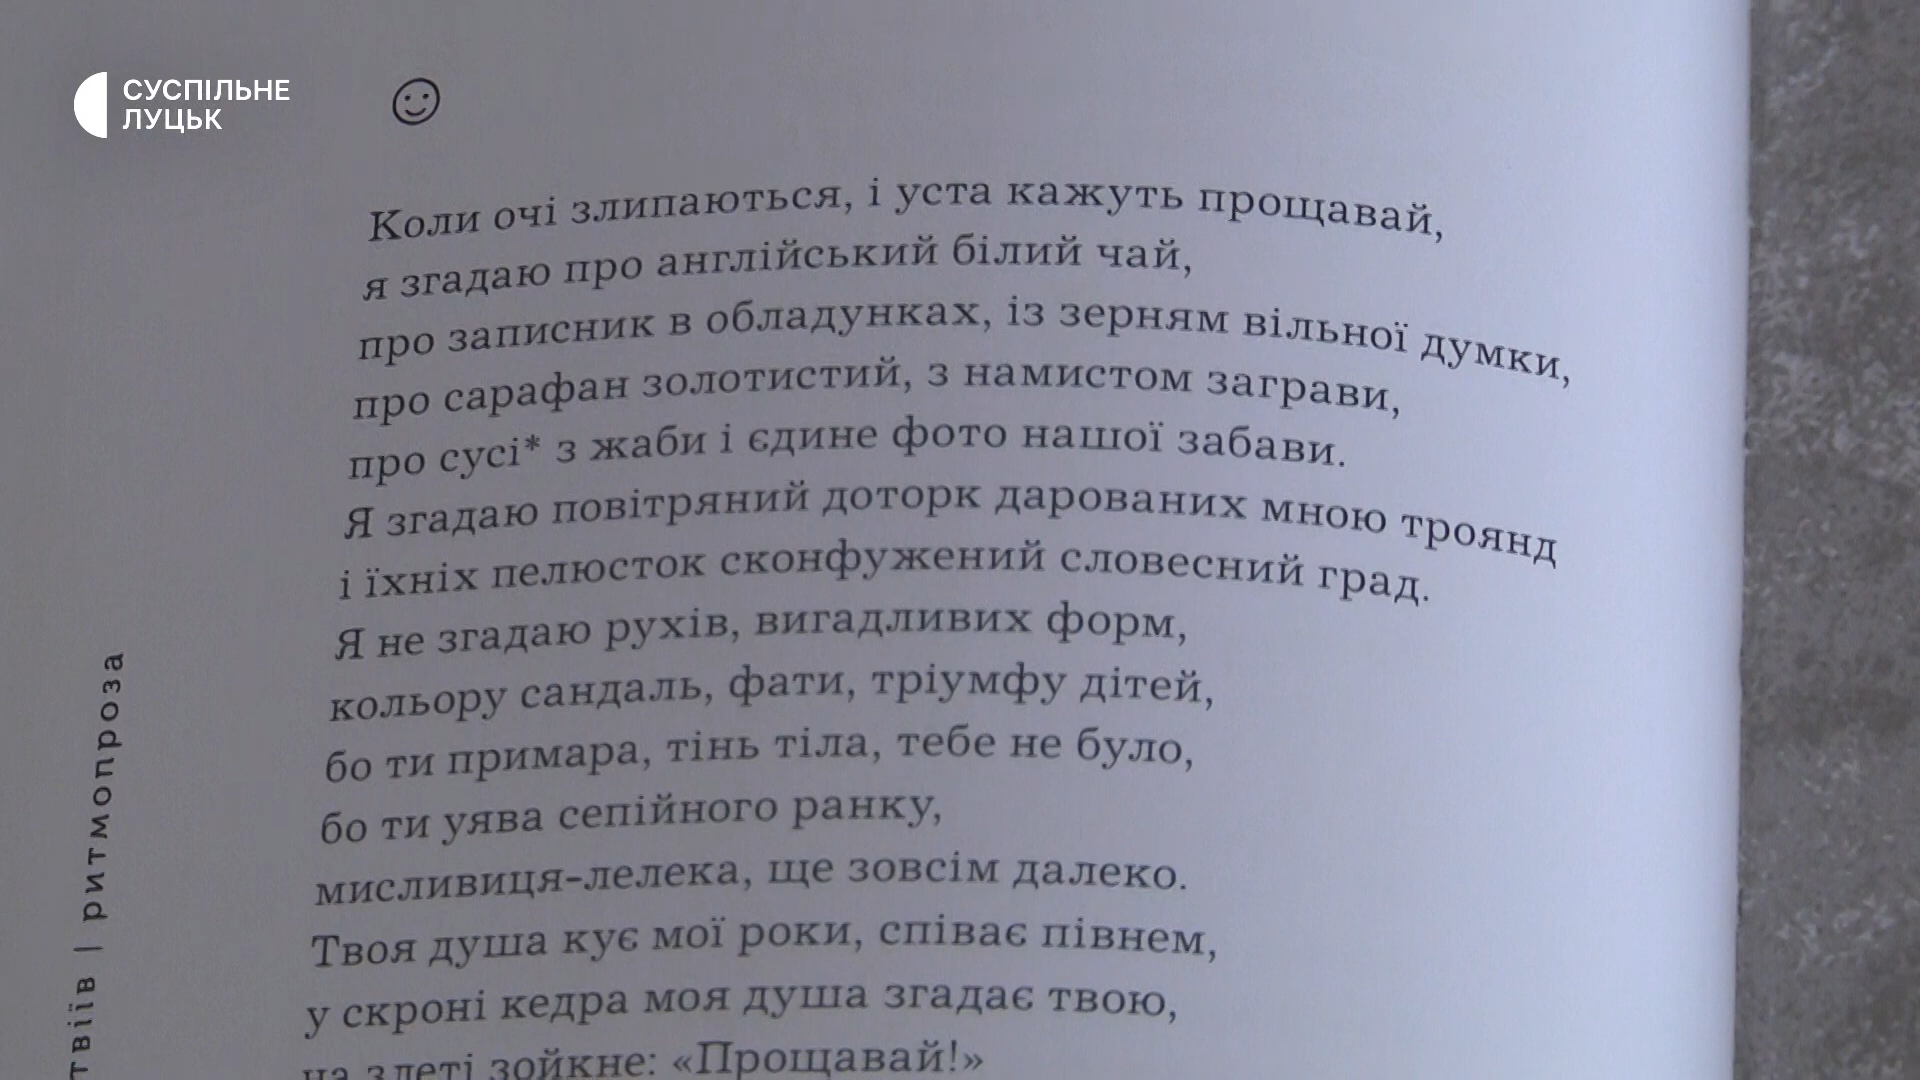 СУСПІЛЬНЕ
ЛУЦЬК
Коли очі злипаються, і уста кажуть прощавай,
я згадаю про англійський білий чай,
про записник в обладунках, із зерням вільної думки,
про сарафан золотистий, з намистом заграви,
про сусі* з жаби і єдине фото нашої забави.
Я згадаю повітряний доторк дарованих мною троянд
і їхніх пелюсток сконфужений словесний град.
Я не згадаю рухів, вигадливих форм,
кольору сандаль, фати, тріумфу дітей,
бо ти примара, тінь тіла, тебе не було,
бо ти уява сепійного ранку,
мисливиця-лелека, ще зовсім далеко.
Твоя душа кує мої роки, співає півнем,
у скроні кедра моя душа згадає твою,
на злеті зойкне: «Прощавай!»
твіїв | ритмопроза